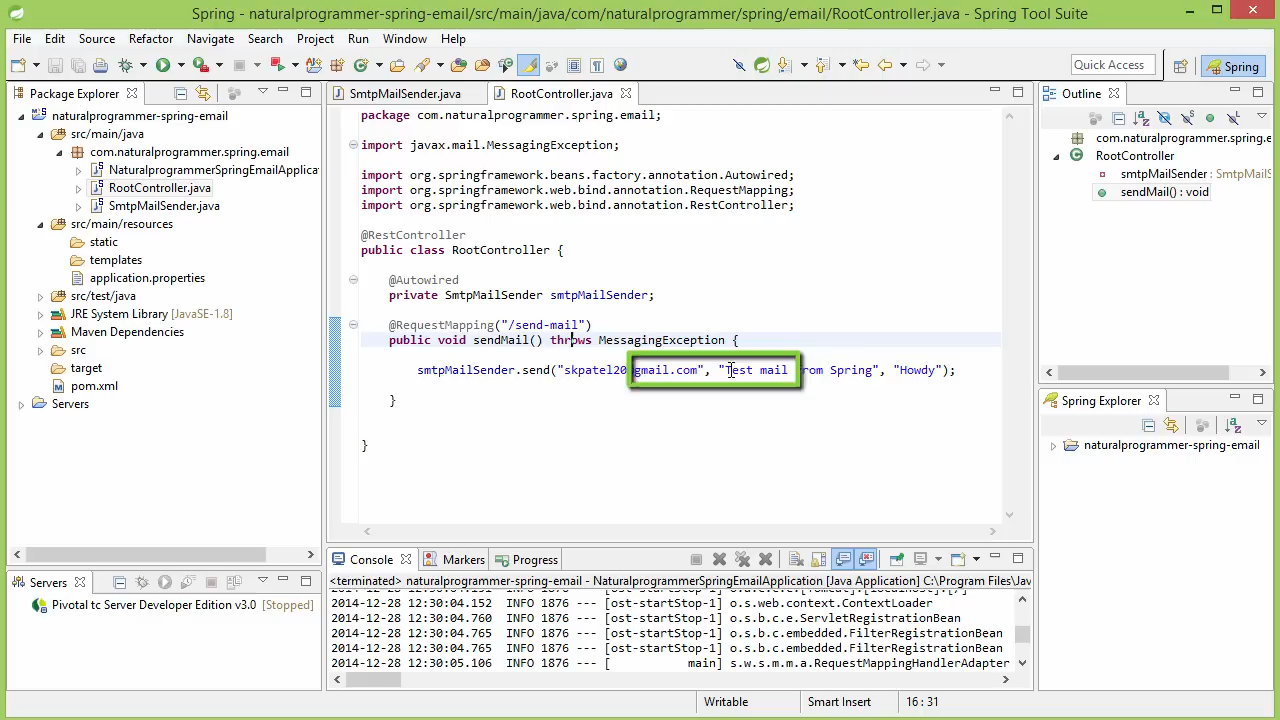 Spring - naturalprogrammer-spring-email/src/main/java/com/naturalprogrammer/spring/email/RootController.java - Spring Tool Suite
File Edit Source Refactor Navigate Search Project Run Window Help
Quick Access
Spring
Package Explorer
naturalprogrammer-spring-email
src/main/java
com.naturalprogrammer.spring.email
NaturalprogrammerSpringEmailApplica
RootController.java
SmtpMailSender.java
src/main/resources
static
templates
application.properties
src/test/java
JRE System Library [JavaSE-1.8]
Maven Dependencies
src
target
pom.xml
Servers
SmtpMailSender.java RootController.java
package com.naturalprogrammer.spring.email;
import javax.mail.MessagingException;
import org.springframework.beans.factory.annotation.Autowired;
import org.springframework.web.bind.annotation.RequestMapping;
import org.springframework.web.bind.annotation.RestController;
@RestController
public class RootController {
@Autowired
private SmtpMailSender smtpMailSender;
@RequestMapping("/send-mail")
public void sendMail() throws MessagingException {
smtpMailSender.send("skpatel20 gmail.com", "Test mail from Spring", "Howdy");
}
}
Outline
com.naturalprogrammer.spring.e
RootController
smtpMailSender : SmtpMailS
sendMail() : void
Spring Explorer
naturalprogrammer-spring-email
Servers
Pivotal tc Server Developer Edition v3.0 [Stopped]
Console Markers Progress
<terminated> naturalprogrammer-spring-email - NaturalprogrammerSpringEmailApplication [Java Application] C:\Program Files\Jav
2014-12-28 12:30:04.152 INFO 1876 --- [ost-startStop-1] o.s.web.context.ContextLoader
2014-12-28 12:30:04.760 INFO 1876 --- [ost-startStop-1] o.s.b.c.e.ServletRegistrationBean
2014-12-28 12:30:04.765 INFO 1876 --- [ost-startStop-1] o.s.b.c.embedded.FilterRegistrationBean
2014-12-28 12:30:04.765 INFO 1876 --- [ost-startStop-1] o.s.b.c.embedded.FilterRegistrationBean
2014-12-28 12:30:05.106 INFO 1876 --- [ main] s.w.s.m.m.a.RequestMappingHandlerAdapter
Writable Smart Insert 16 : 31